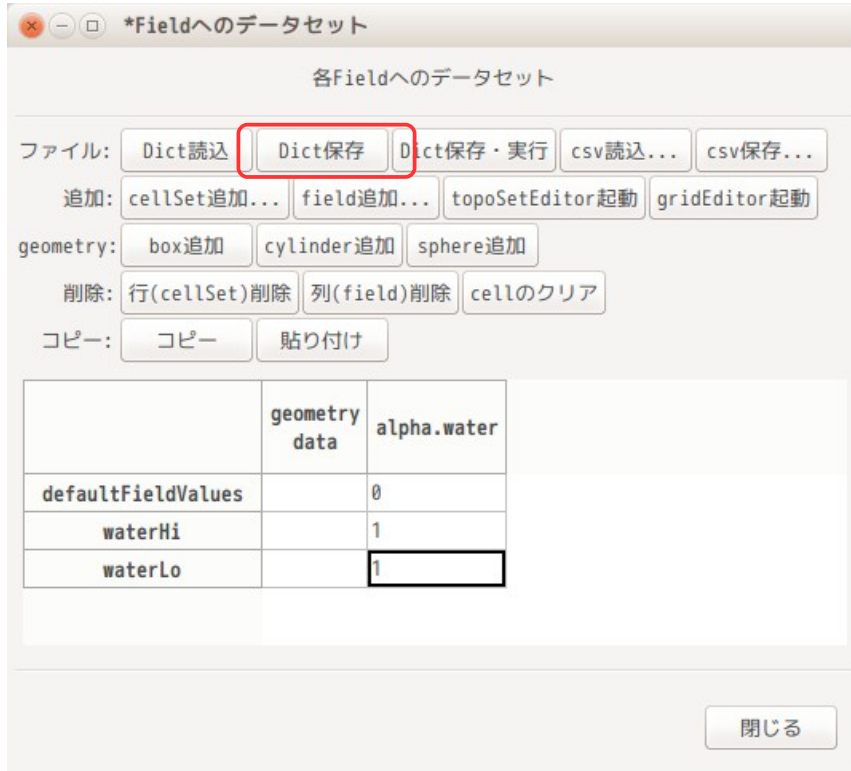 *Fieldへのデータセット
各Fieldへのデータセット
ファイル: Dict読込 Dict保存 Dict保存・実行 csv読込... csv保存...
追加: cellSet追加... field追加... topoSetEditor起動 gridEditor起動
geometry: box追加 cylinder追加 sphere追加
削除: 行(cellSet)削除 列(field)削除 cellのクリア
コピー: コピー 貼り付け
geometry data alpha.water
defaultFieldValues 0
waterHi 1
waterLo 1
閉じる